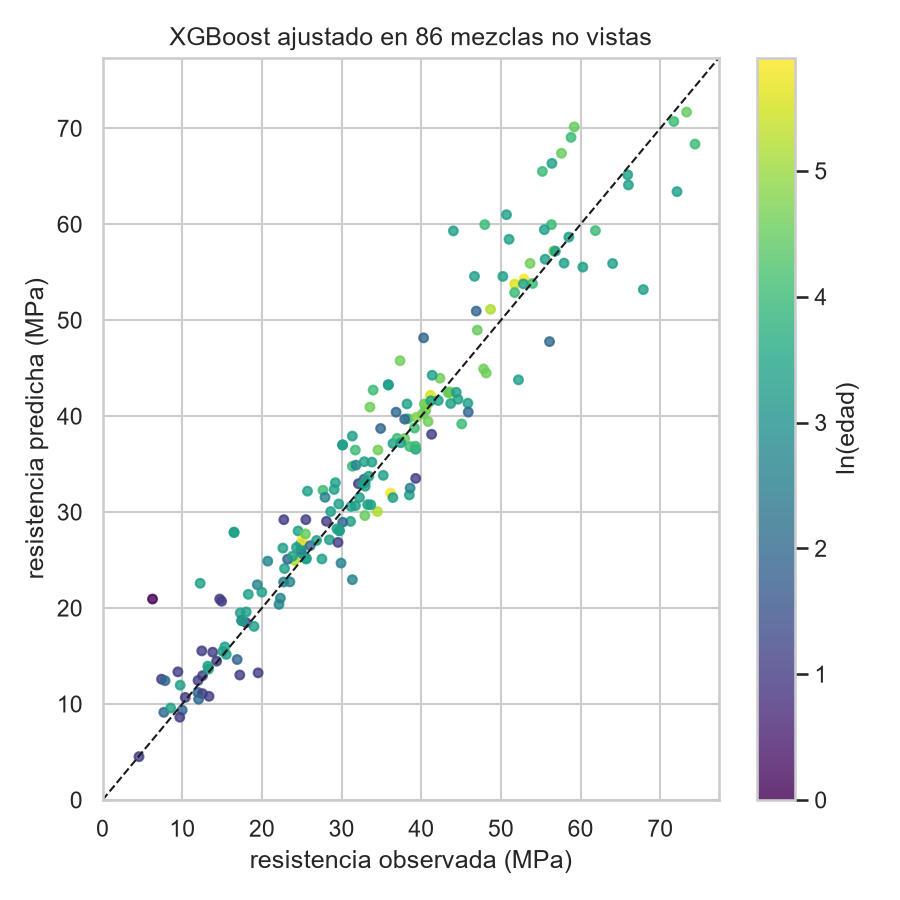 XGBoost ajustado en 86 mezclas no vistas
resistencia predicha (MPa)
70
60
50
40
30
20
10
0
0 10 20 30 40 50 60 70
resistencia observada (MPa)
5
4
3
2
1
0
ln(edad)